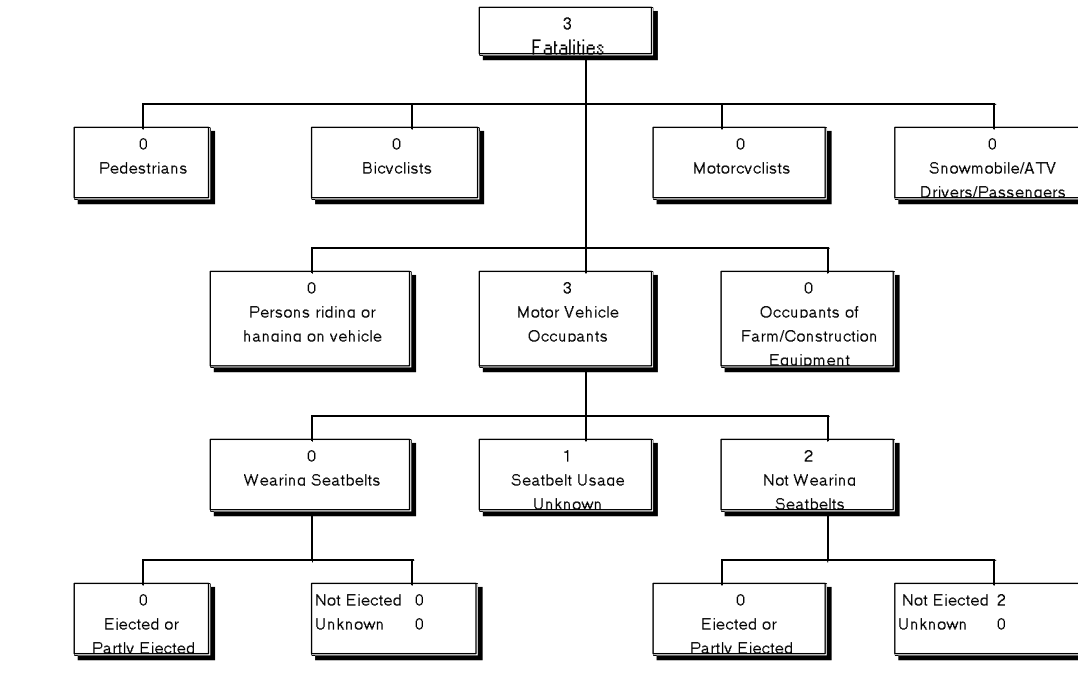 3
Fatalities
0
Pedestrians
0
Bicyclists
0
Motorcyclists
0
Snowmobile/ATV
Drivers/Passengers
0
Persons riding or
hanging on vehicle
3
Motor Vehicle
Occupants
0
Occupants of
Farm/Construction
Equipment
0
Wearing Seatbelts
1
Seatbelt Usage
Unknown
2
Not Wearing
Seatbelts
0
Ejected or
Partly Ejected
Not Ejected 0
Unknown 0
0
Ejected or
Partly Ejected
Not Ejected 2
Unknown 0